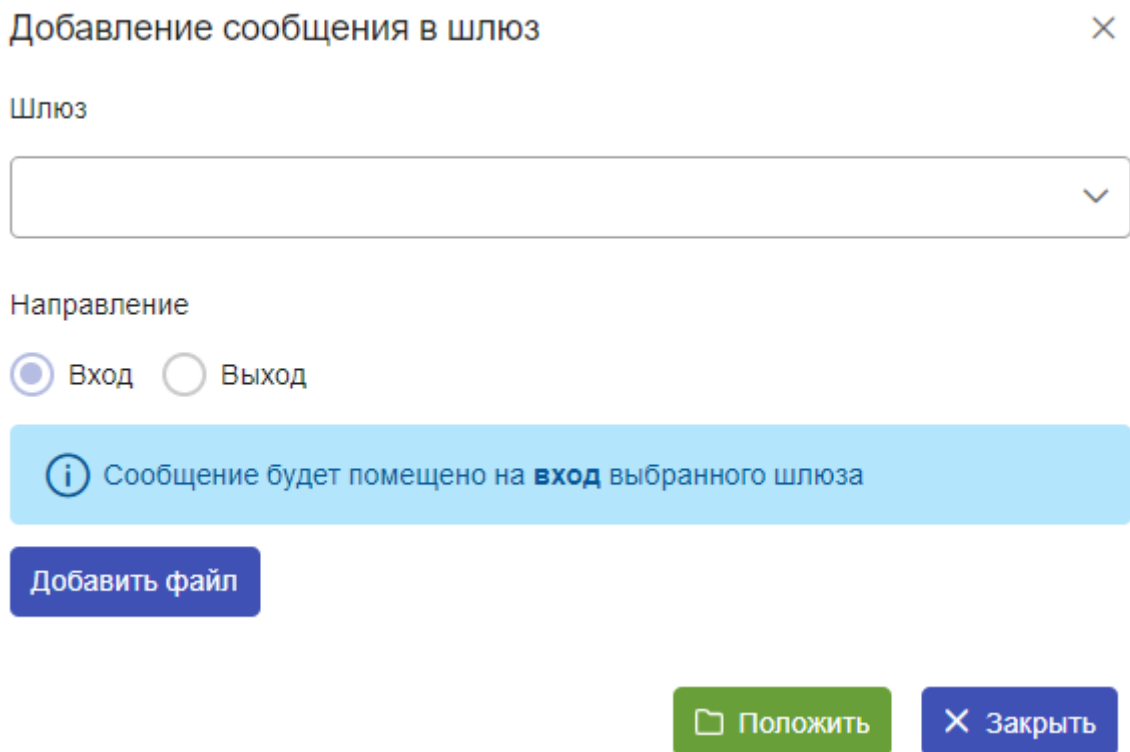 Добавление сообщения в шлюз
Шлюз
Направление
Вход Выход
Сообщение будет помещено на вход выбранного шлюза
Добавить файл
Положить Закрыть